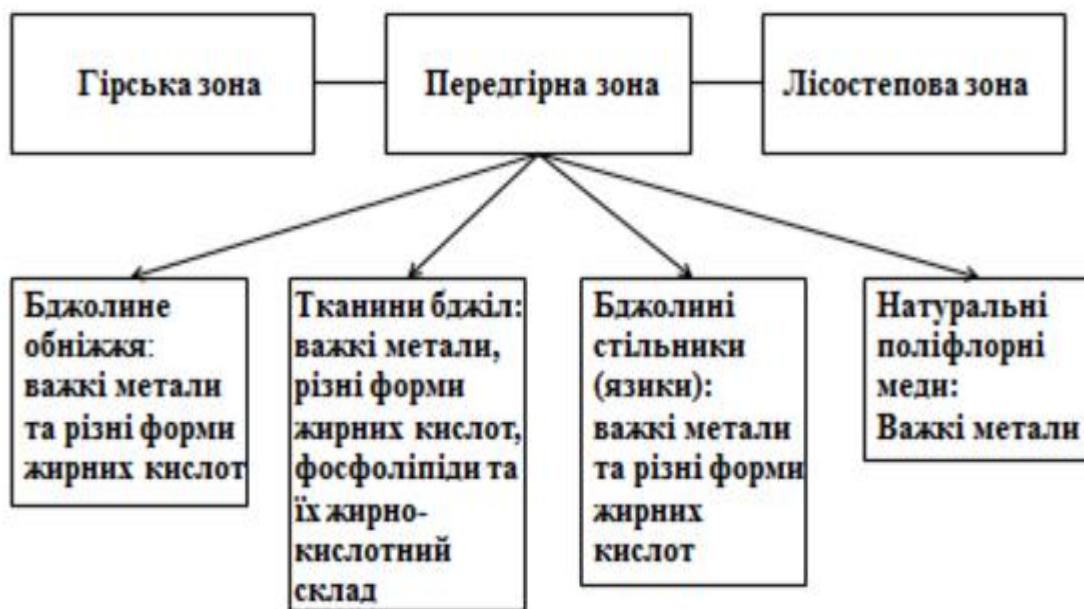 Гірська зона
Передгірна зона
Лісостепова зона
Бджолине
обніжжя:
важкі метали
та різні форми
жирних кислот
Тканини бджіл:
важкі метали,
різні форми
жирних кислот,
фосфоліпіди та
їх жирно-
кислотний
склад
Бджолині
стільники
(язики):
важкі метали
та різні форми
жирних
кислот
Натуральні
поліфлорні
меди:
Важкі метали